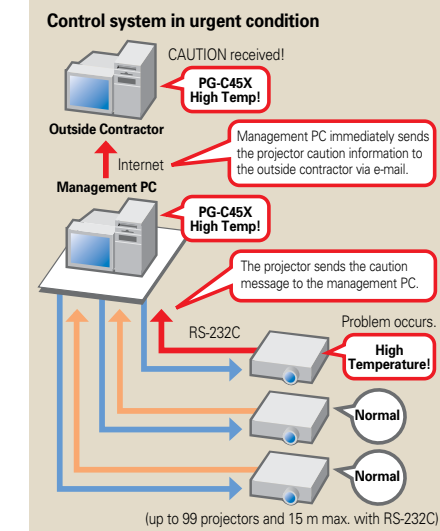 Control system in urgent condition
CAUTION received!
PG-C45X
High Temp!
Outside Contractor
Internet
Management PC immediately sends
the projector caution information to
the outside contractor via e-mail.
Management PC
PG-C45X
High Temp!
The projector sends the caution
message to the management PC.
RS-232C
Problem occurs.
High
Temperature!
Normal
Normal
(up to 99 projectors and 15 m max. with RS-232C)